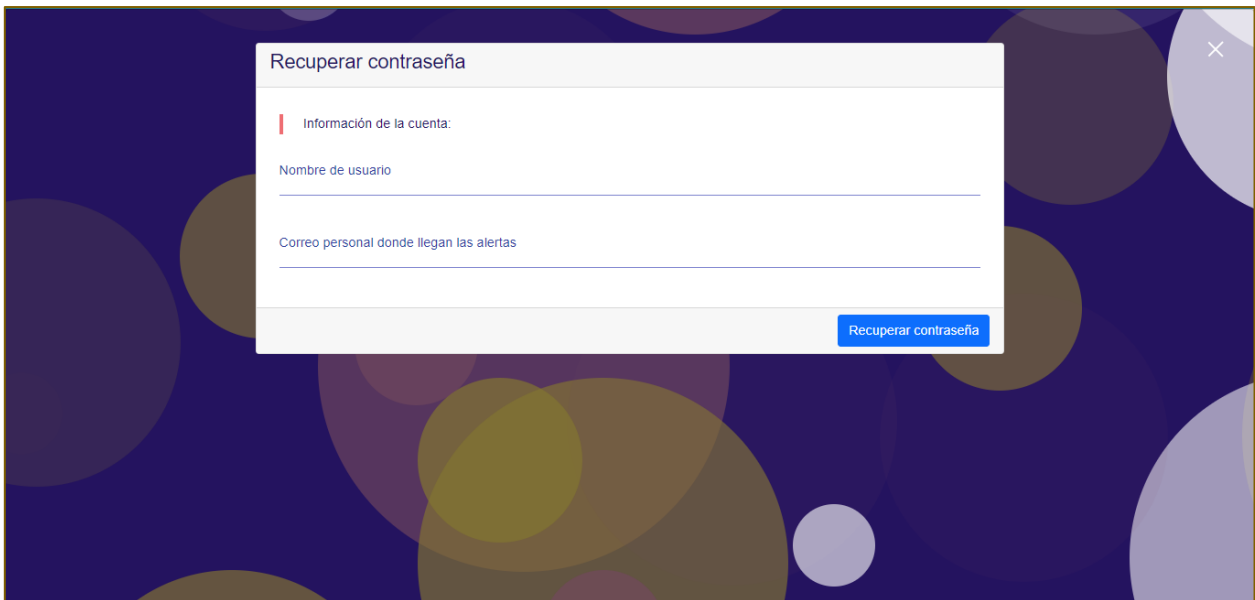 Recuperar contraseña
Información de la cuenta:
Nombre de usuario
Correo personal donde llegan las alertas
Recuperar contraseña